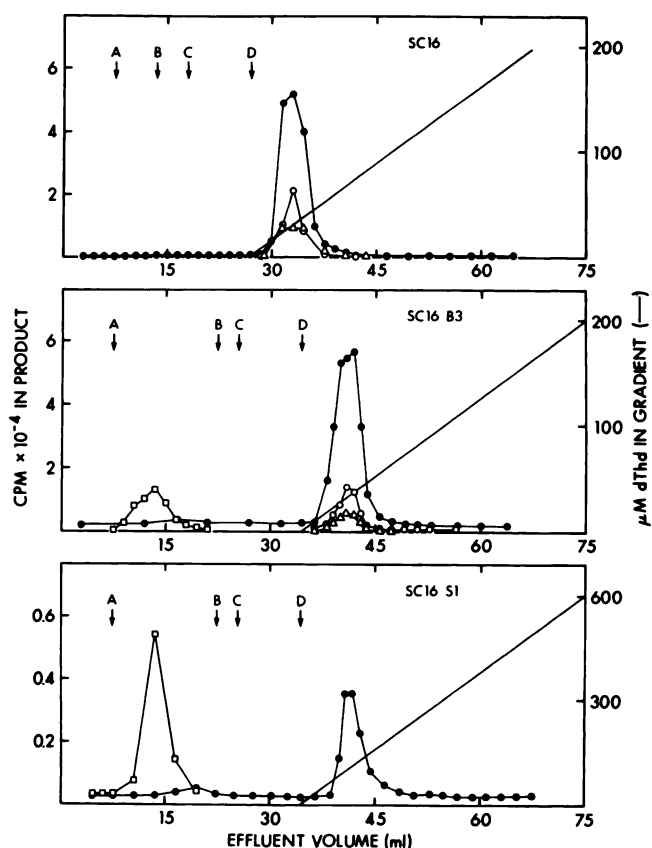 CPM × 10⁻⁴ IN PRODUCT
A B C D SC16
6
4
2
200
100
15 30 45 60 75
A B C D SC16 B3
6
4
2
200
100
15 30 45 60 75
A B C D SC16 S1
0.6
0.4
0.2
600
300
15 30 45 60 75
EFFLUENT VOLUME (ml)
μM dThd IN GRADIENT (—)